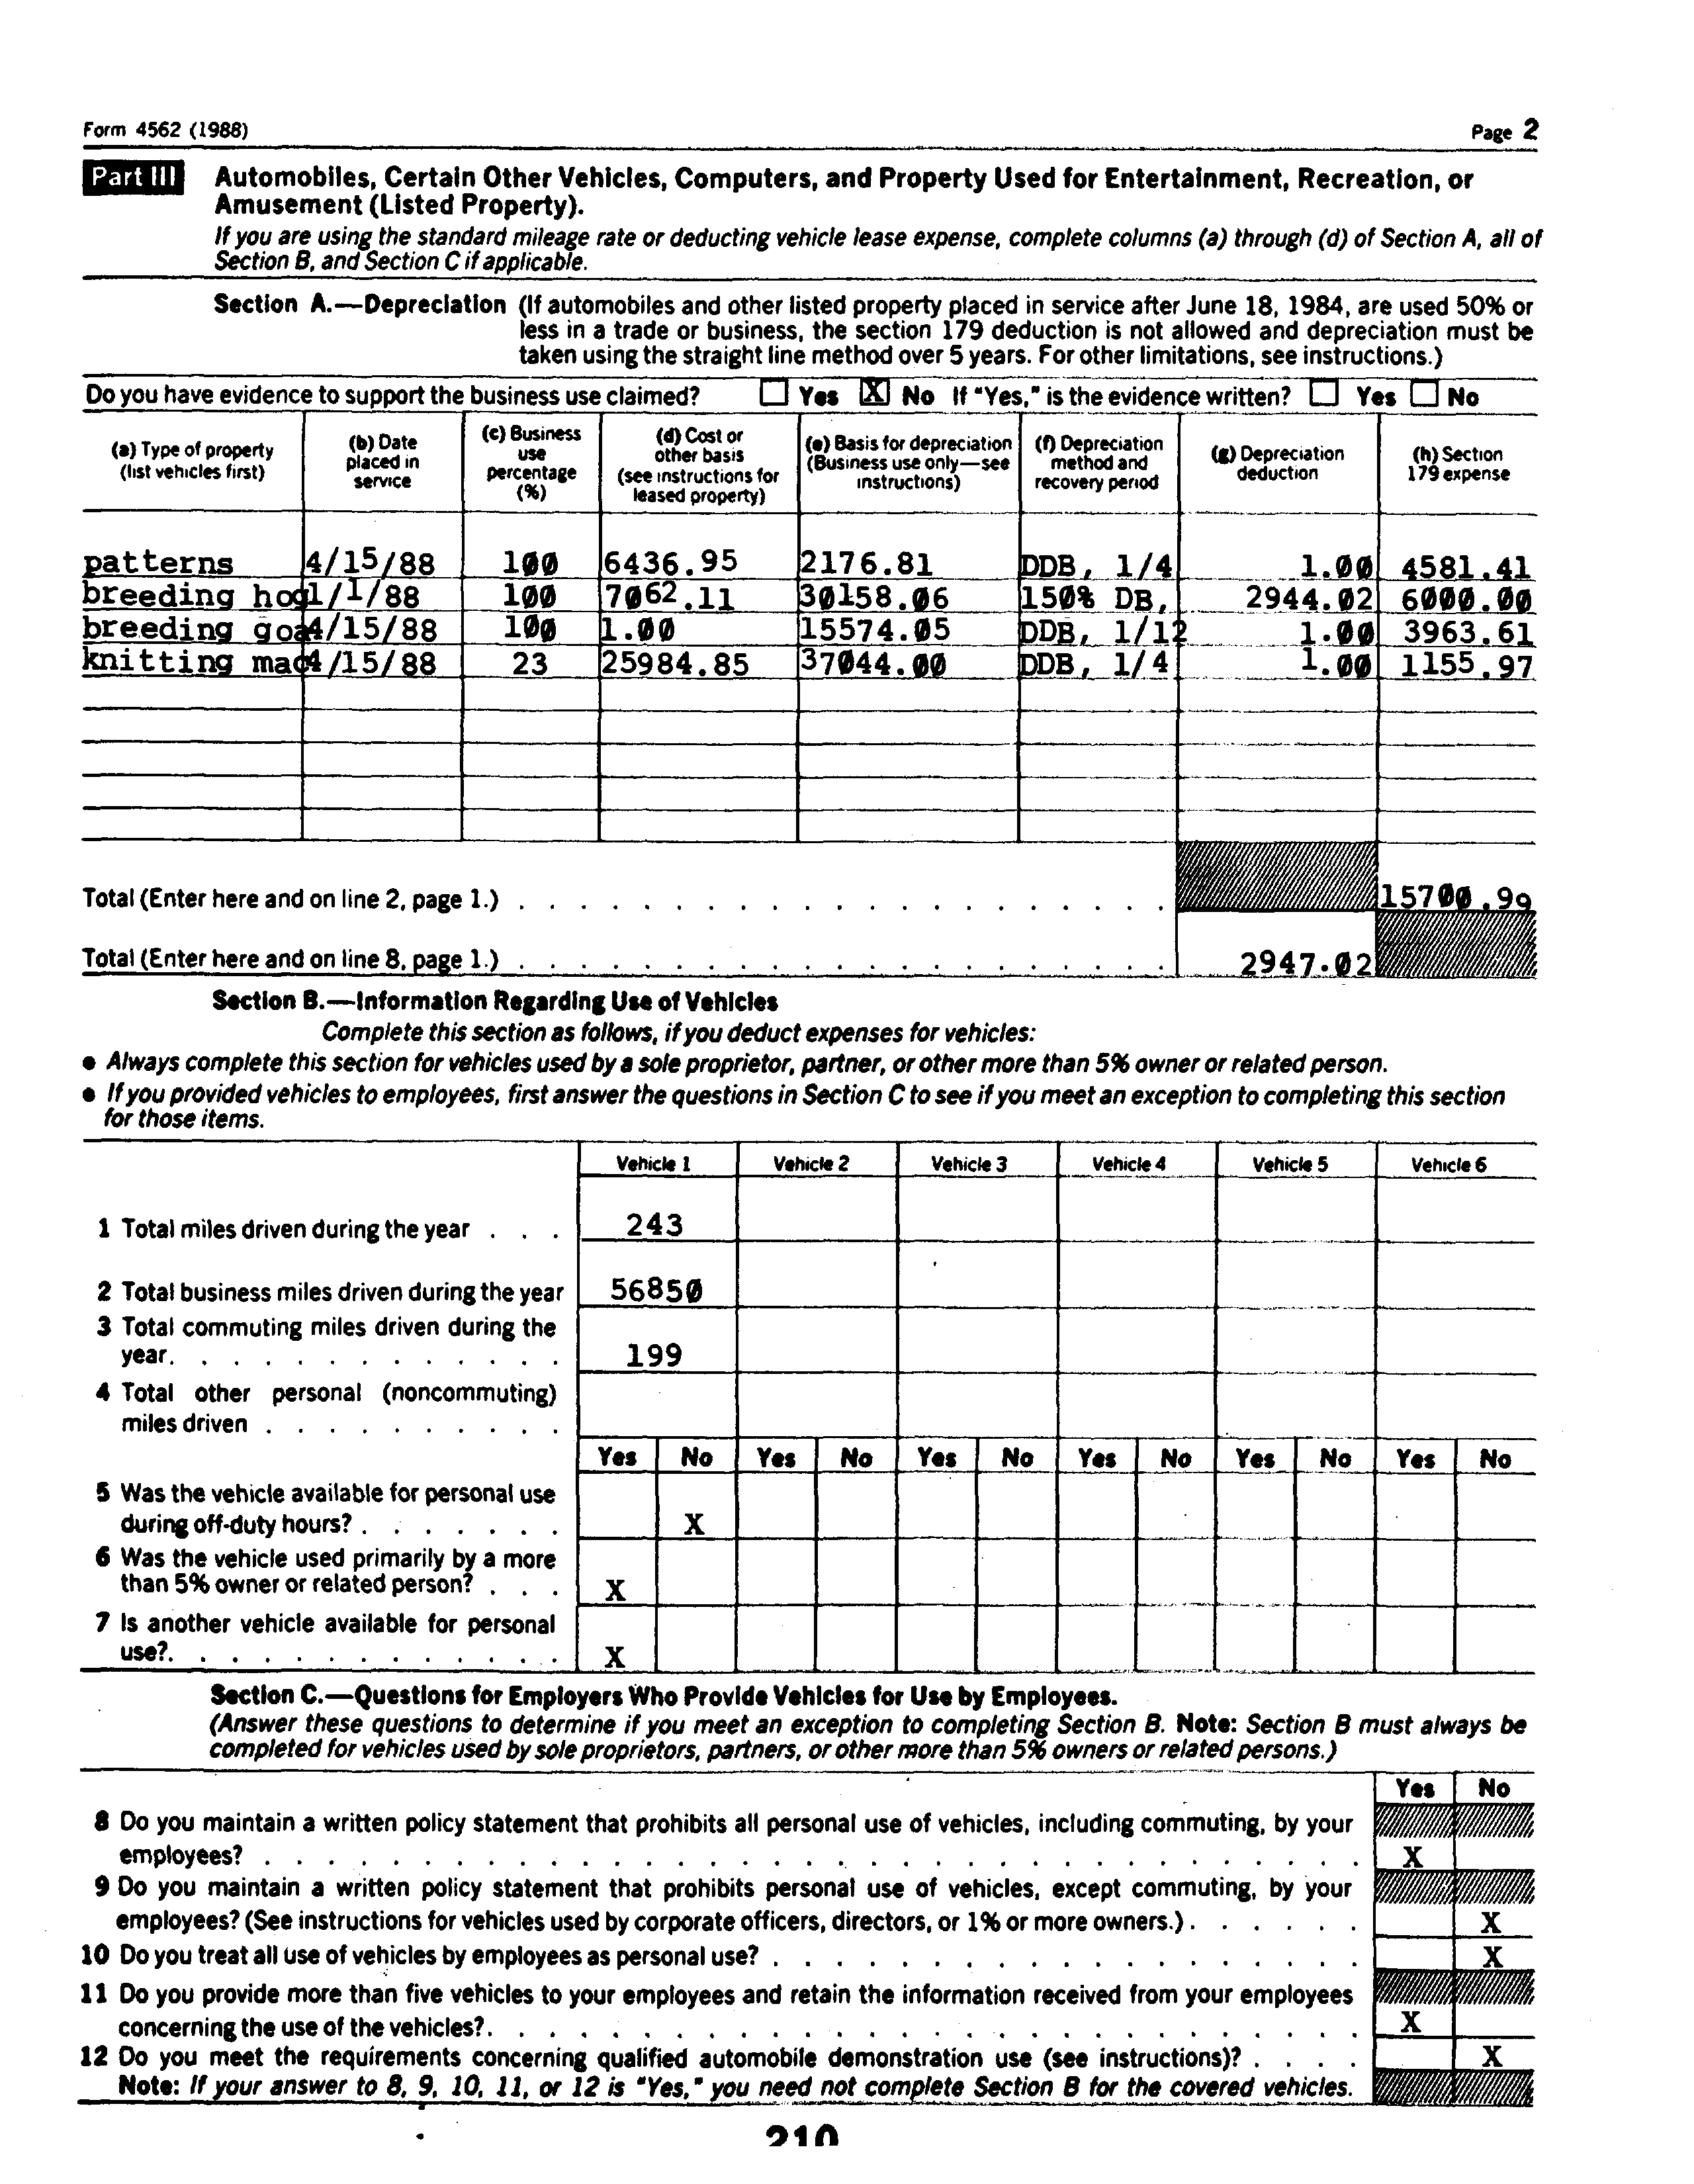 Form 4562 (1988) Page 2
Part III Automobiles, Certain Other Vehicles, Computers, and Property Used for Entertainment, Recreation, or
Amusement (Listed Property).
If you are using the standard mileage rate or deducting vehicle lease expense, complete columns (a) through (d) of Section A, all of
Section B, and Section C if applicable.
Section A.—Depreciation (If automobiles and other listed property placed in service after June 18, 1984, are used 50% or
less in a trade or business, the section 179 deduction is not allowed and depreciation must be
taken using the straight line method over 5 years. For other limitations, see instructions.)
Do you have evidence to support the business use claimed? Yes X No If "Yes," is the evidence written? Yes No
(a) Type of property (list vehicles first) (b) Date placed in service (c) Business use percentage (%) (d) Cost or other basis (see instructions for leased property) (e) Basis for depreciation (Business use only—see instructions) (f) Depreciation method and recovery period (g) Depreciation deduction (h) Section 179 expense
patterns 4/15/88 100 6436.95 2176.81 DDB, 1/4 1.00 4581.41
breeding hog 1/1/88 100 7062.11 30158.06 150% DB, 2944.02 6000.00
breeding goa 4/15/88 100 1.00 15574.05 DDB, 1/12 1.00 3963.61
knitting mac 4/15/88 23 25984.85 37044.00 DDB, 1/4 1.00 1155.97
Total (Enter here and on line 2, page 1.) 15700.99
Total (Enter here and on line 8, page 1.) 2947.02
Section B.—Information Regarding Use of Vehicles
Complete this section as follows, if you deduct expenses for vehicles:
● Always complete this section for vehicles used by a sole proprietor, partner, or other more than 5% owner or related person.
● If you provided vehicles to employees, first answer the questions in Section C to see if you meet an exception to completing this section
for those items.
Vehicle 1 Vehicle 2 Vehicle 3 Vehicle 4 Vehicle 5 Vehicle 6
1 Total miles driven during the year . . . 243
2 Total business miles driven during the year 56850
3 Total commuting miles driven during the
year. . . . . . . . . . . . . 199
4 Total other personal (noncommuting)
miles driven . . . . . . . . . .
Yes No Yes No Yes No Yes No Yes No Yes No
5 Was the vehicle available for personal use
during off-duty hours? . . . . . . . X
6 Was the vehicle used primarily by a more
than 5% owner or related person? . . . X
7 Is another vehicle available for personal
use?. . . . . . . . . . . . . X
Section C.—Questions for Employers Who Provide Vehicles for Use by Employees.
(Answer these questions to determine if you meet an exception to completing Section B. Note: Section B must always be
completed for vehicles used by sole proprietors, partners, or other more than 5% owners or related persons.)
Yes No
8 Do you maintain a written policy statement that prohibits all personal use of vehicles, including commuting, by your
employees? X
9 Do you maintain a written policy statement that prohibits personal use of vehicles, except commuting, by your
employees? (See instructions for vehicles used by corporate officers, directors, or 1% or more owners.) . . . . . . X
10 Do you treat all use of vehicles by employees as personal use? X
11 Do you provide more than five vehicles to your employees and retain the information received from your employees
concerning the use of the vehicles?. X
12 Do you meet the requirements concerning qualified automobile demonstration use (see instructions)? . . . . X
Note: If your answer to 8, 9, 10, 11, or 12 is "Yes," you need not complete Section B for the covered vehicles.
210